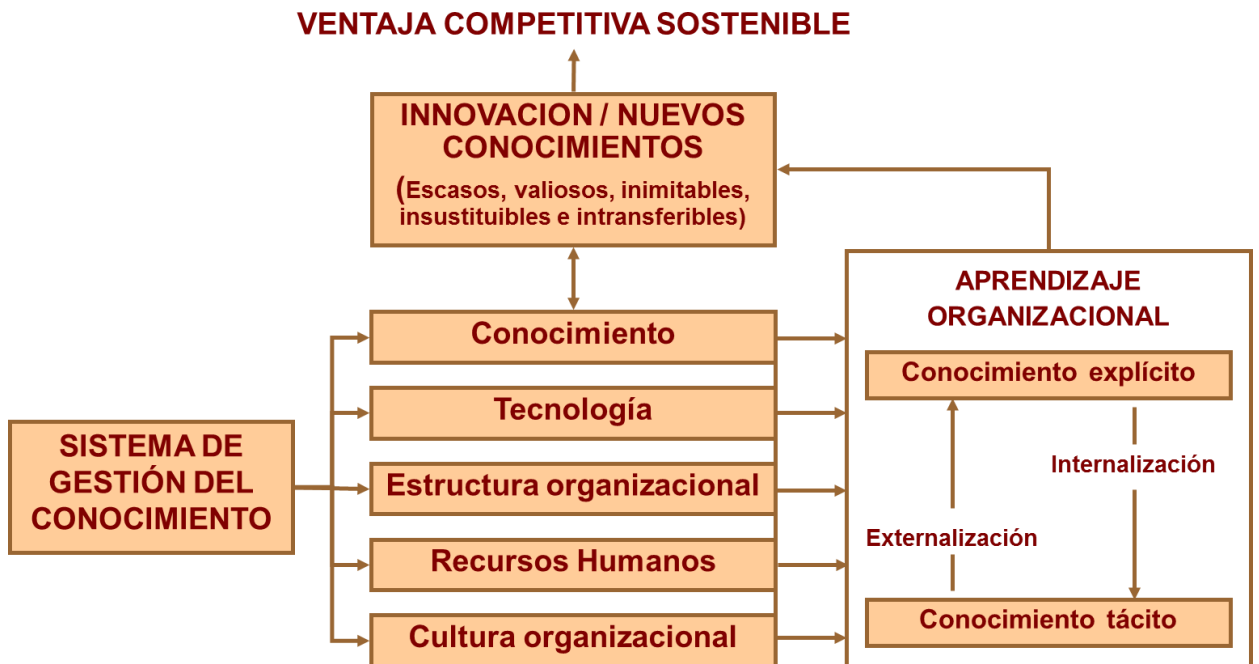 VENTAJA COMPETITIVA SOSTENIBLE
INNOVACION / NUEVOS
CONOCIMIENTOS
(Escasos, valiosos, inimitables,
insustituibles e intransferibles)
SISTEMA DE
GESTIÓN DEL
CONOCIMIENTO
Conocimiento
Tecnología
Estructura organizacional
Recursos Humanos
Cultura organizacional
APRENDIZAJE
ORGANIZACIONAL
Conocimiento explícito
Internalización
Externalización
Conocimiento tácito